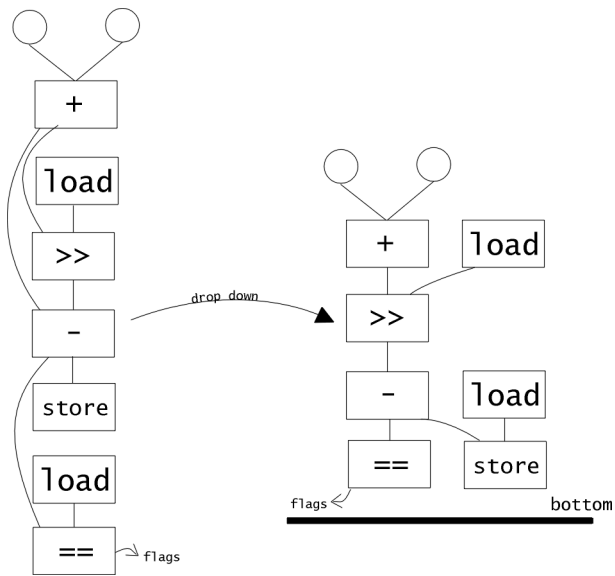 +
load
>>
-
store
load
==
flags
drop down
+
load
>>
-
load
==
store
flags
bottom